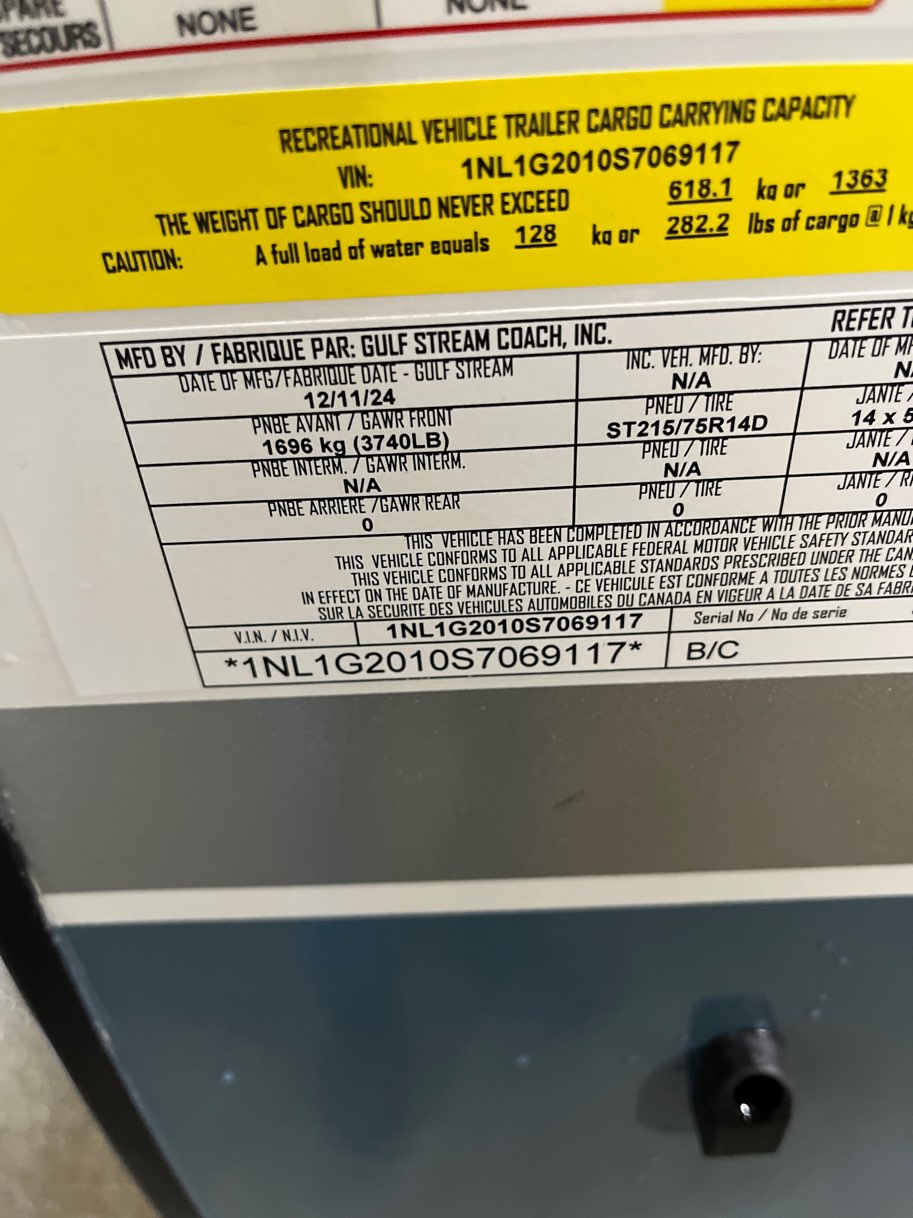 SPARE NONE NONE
SECOURS
RECREATIONAL VEHICLE TRAILER CARGO CARRYING CAPACITY
VIN: 1NL1G2010S7069117
THE WEIGHT OF CARGO SHOULD NEVER EXCEED 618.1 kg or 1363
CAUTION: A full load of water equals 128 kg or 282.2 lbs of cargo @ 1 kg
MFD BY / FABRIQUE PAR: GULF STREAM COACH, INC. REFER
DATE OF MFG/FABRIQUE DATE - GULF STREAM INC. VEH. MFD. BY: DATE OF
12/11/24 N/A
PNBE AVANT / GAWR FRONT PNEU / TIRE JANTE /
1696 kg (3740LB) ST215/75R14D 14 x 5
PNBE INTERM. / GAWR INTERM. PNEU / TIRE JANTE /
N/A N/A N/A
PNBE ARRIERE /GAWR REAR PNEU / TIRE JANTE /
0 0 0
THIS VEHICLE HAS BEEN COMPLETED IN ACCORDANCE WITH THE PRIOR
THIS VEHICLE CONFORMS TO ALL APPLICABLE FEDERAL MOTOR VEHICLE SAFETY
THIS VEHICLE CONFORMS TO ALL APPLICABLE STANDARDS PRESCRIBED UNDER THE
IN EFFECT ON THE DATE OF MANUFACTURE. - CE VEHICULE EST CONFORME A TOUTES LES NORMES
SUR LA SECURITE DES VEHICULES AUTOMOBILES DU CANADA EN VIGEUR A LA DATE DE SA
V.I.N. / N.I.V. 1NL1G2010S7069117 Serial No / No de serie
*1NL1G2010S7069117* B/C